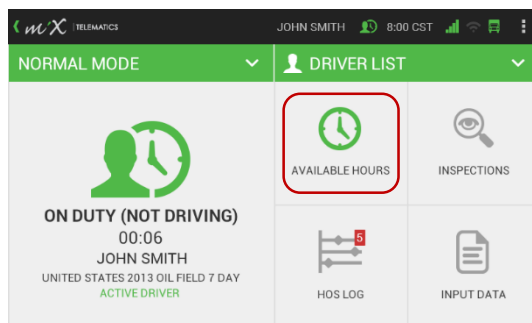 miX TELEMATICS
JOHN SMITH 8:00 CST
NORMAL MODE
DRIVER LIST
ON DUTY (NOT DRIVING)
00:06
JOHN SMITH
UNITED STATES 2013 OIL FIELD 7 DAY
ACTIVE DRIVER
AVAILABLE HOURS
INSPECTIONS
5
HOS LOG
INPUT DATA